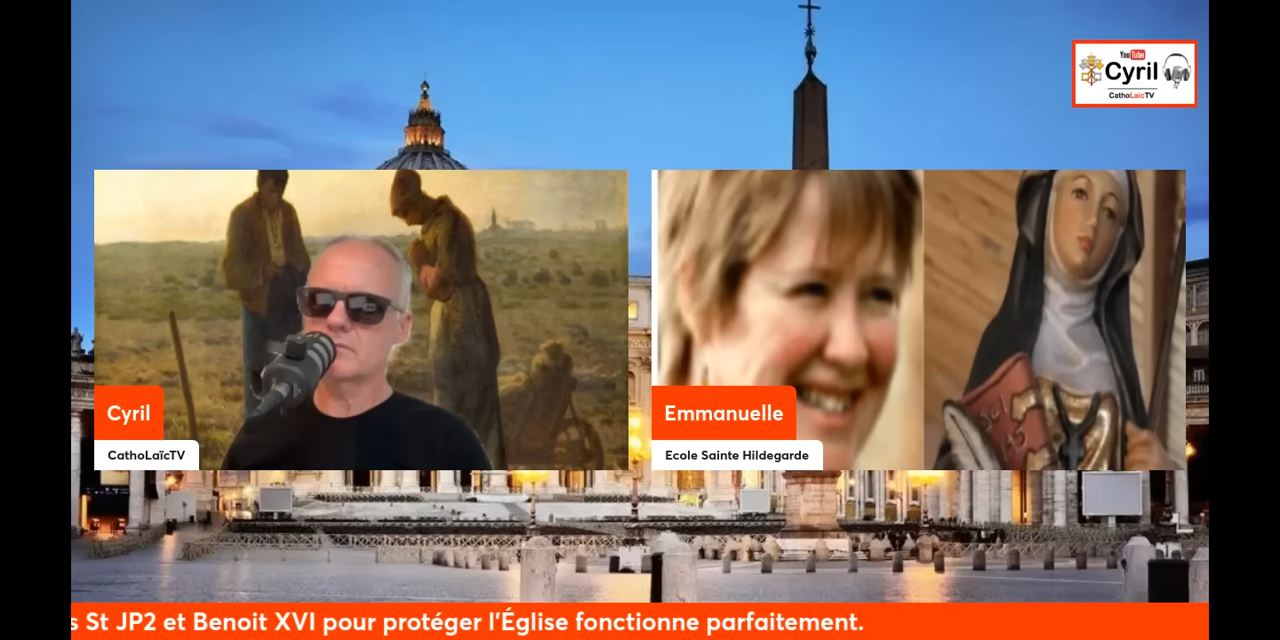 YouTube
Cyril
CathoLaïcTV
Cyril
CathoLaïcTV
Emmanuelle
Ecole Sainte Hildegarde
s St JP2 et Benoit XVI pour protéger l'Église fonctionne parfaitement.